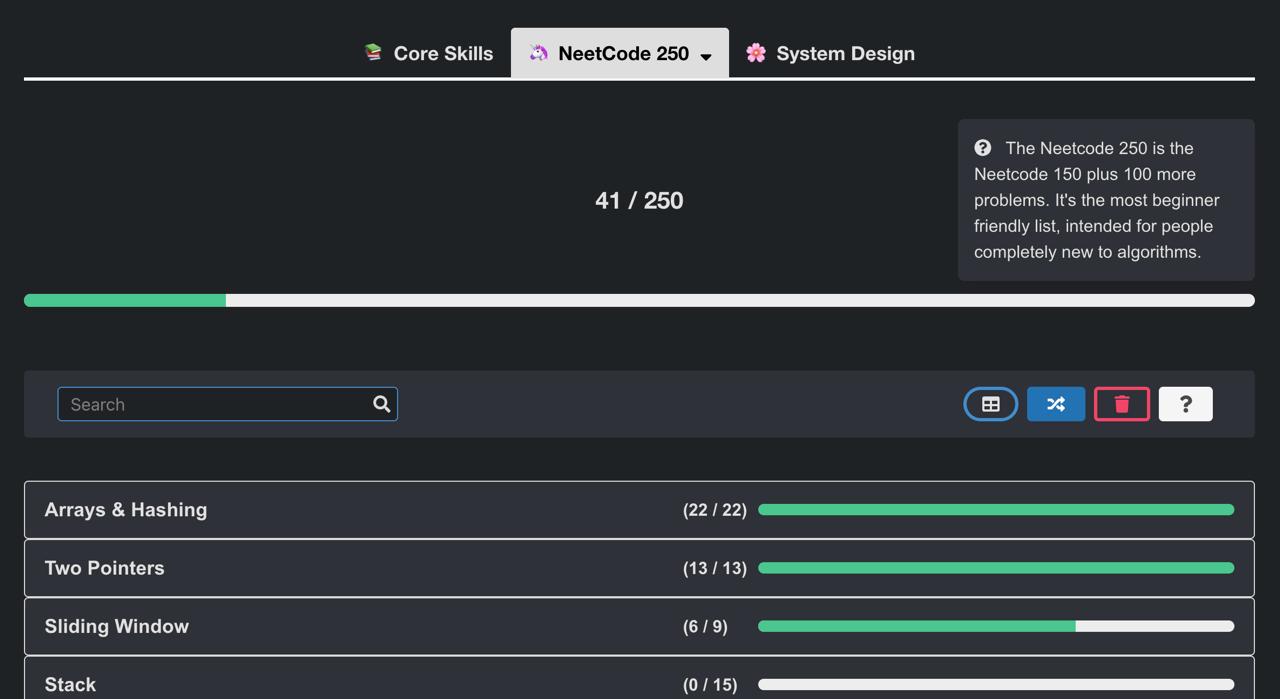 Core Skills
NeetCode 250
System Design
The Neetcode 250 is the
Neetcode 150 plus 100 more
problems. It's the most beginner
friendly list, intended for people
completely new to algorithms.
41 / 250
Search
?
Arrays & Hashing (22 / 22)
Two Pointers (13 / 13)
Sliding Window (6 / 9)
Stack (0 / 15)